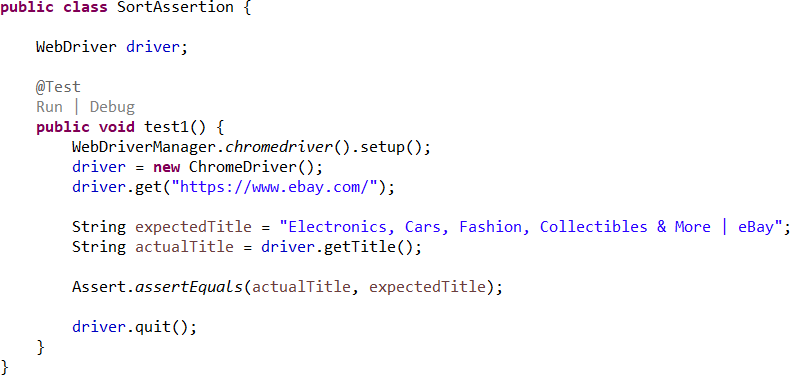 public class SortAssertion {
WebDriver driver;
@Test
Run | Debug
public void test1() {
WebDriverManager.chromedriver().setup();
driver = new ChromeDriver();
driver.get("https://www.ebay.com/");
String expectedTitle = "Electronics, Cars, Fashion, Collectibles & More | eBay";
String actualTitle = driver.getTitle();
Assert.assertEquals(actualTitle, expectedTitle);
driver.quit();
}
}